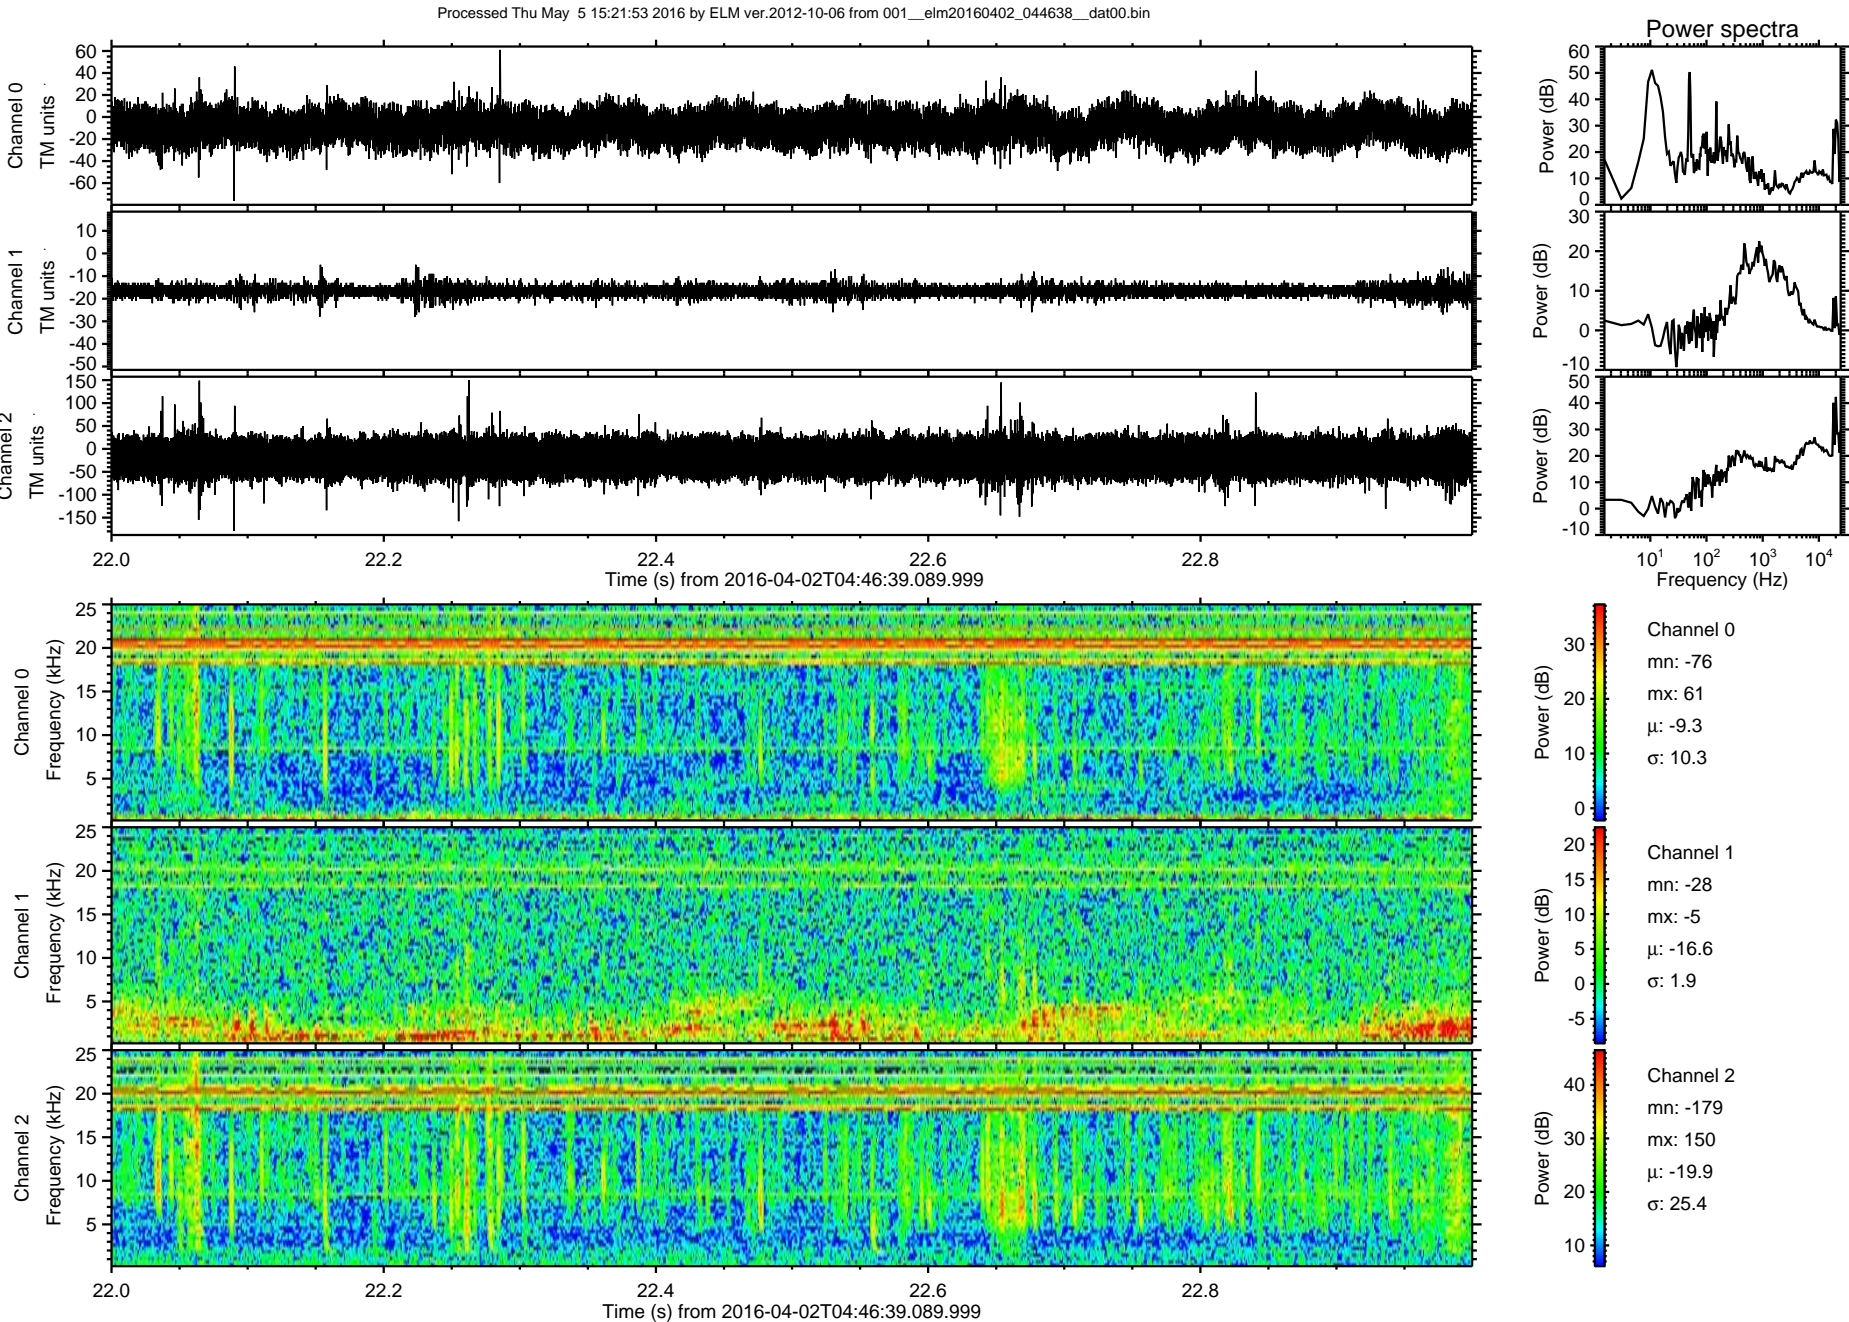 Processed Thu May  5 15:21:53 2016 by ELM ver.2012-10-06 from 001__elm20160402_044638__dat00.bin
Power spectra
Channel 0
TM units
60
40
20
0
-20
-40
-60
Power (dB)
60
50
40
30
20
10
0
Channel 1
TM units
10
0
-10
-20
-30
-40
-50
Power (dB)
30
20
10
0
-10
Channel 2
TM units
150
100
50
0
-50
-100
-150
Power (dB)
50
40
30
20
10
0
-10
22.0 22.2 22.4 22.6 22.8
Time (s) from 2016-04-02T04:46:39.089.999
10^1 10^2 10^3 10^4
Frequency (Hz)
Channel 0
Frequency (kHz)
25
20
15
10
5
Power (dB)
30
20
10
0
Channel 0
mn: -76
mx: 61
μ: -9.3
σ: 10.3
Channel 1
Frequency (kHz)
25
20
15
10
5
Power (dB)
20
15
10
5
0
-5
Channel 1
mn: -28
mx: -5
μ: -16.6
σ: 1.9
Channel 2
Frequency (kHz)
25
20
15
10
5
Power (dB)
40
30
20
10
Channel 2
mn: -179
mx: 150
μ: -19.9
σ: 25.4
22.0 22.2 22.4 22.6 22.8
Time (s) from 2016-04-02T04:46:39.089.999